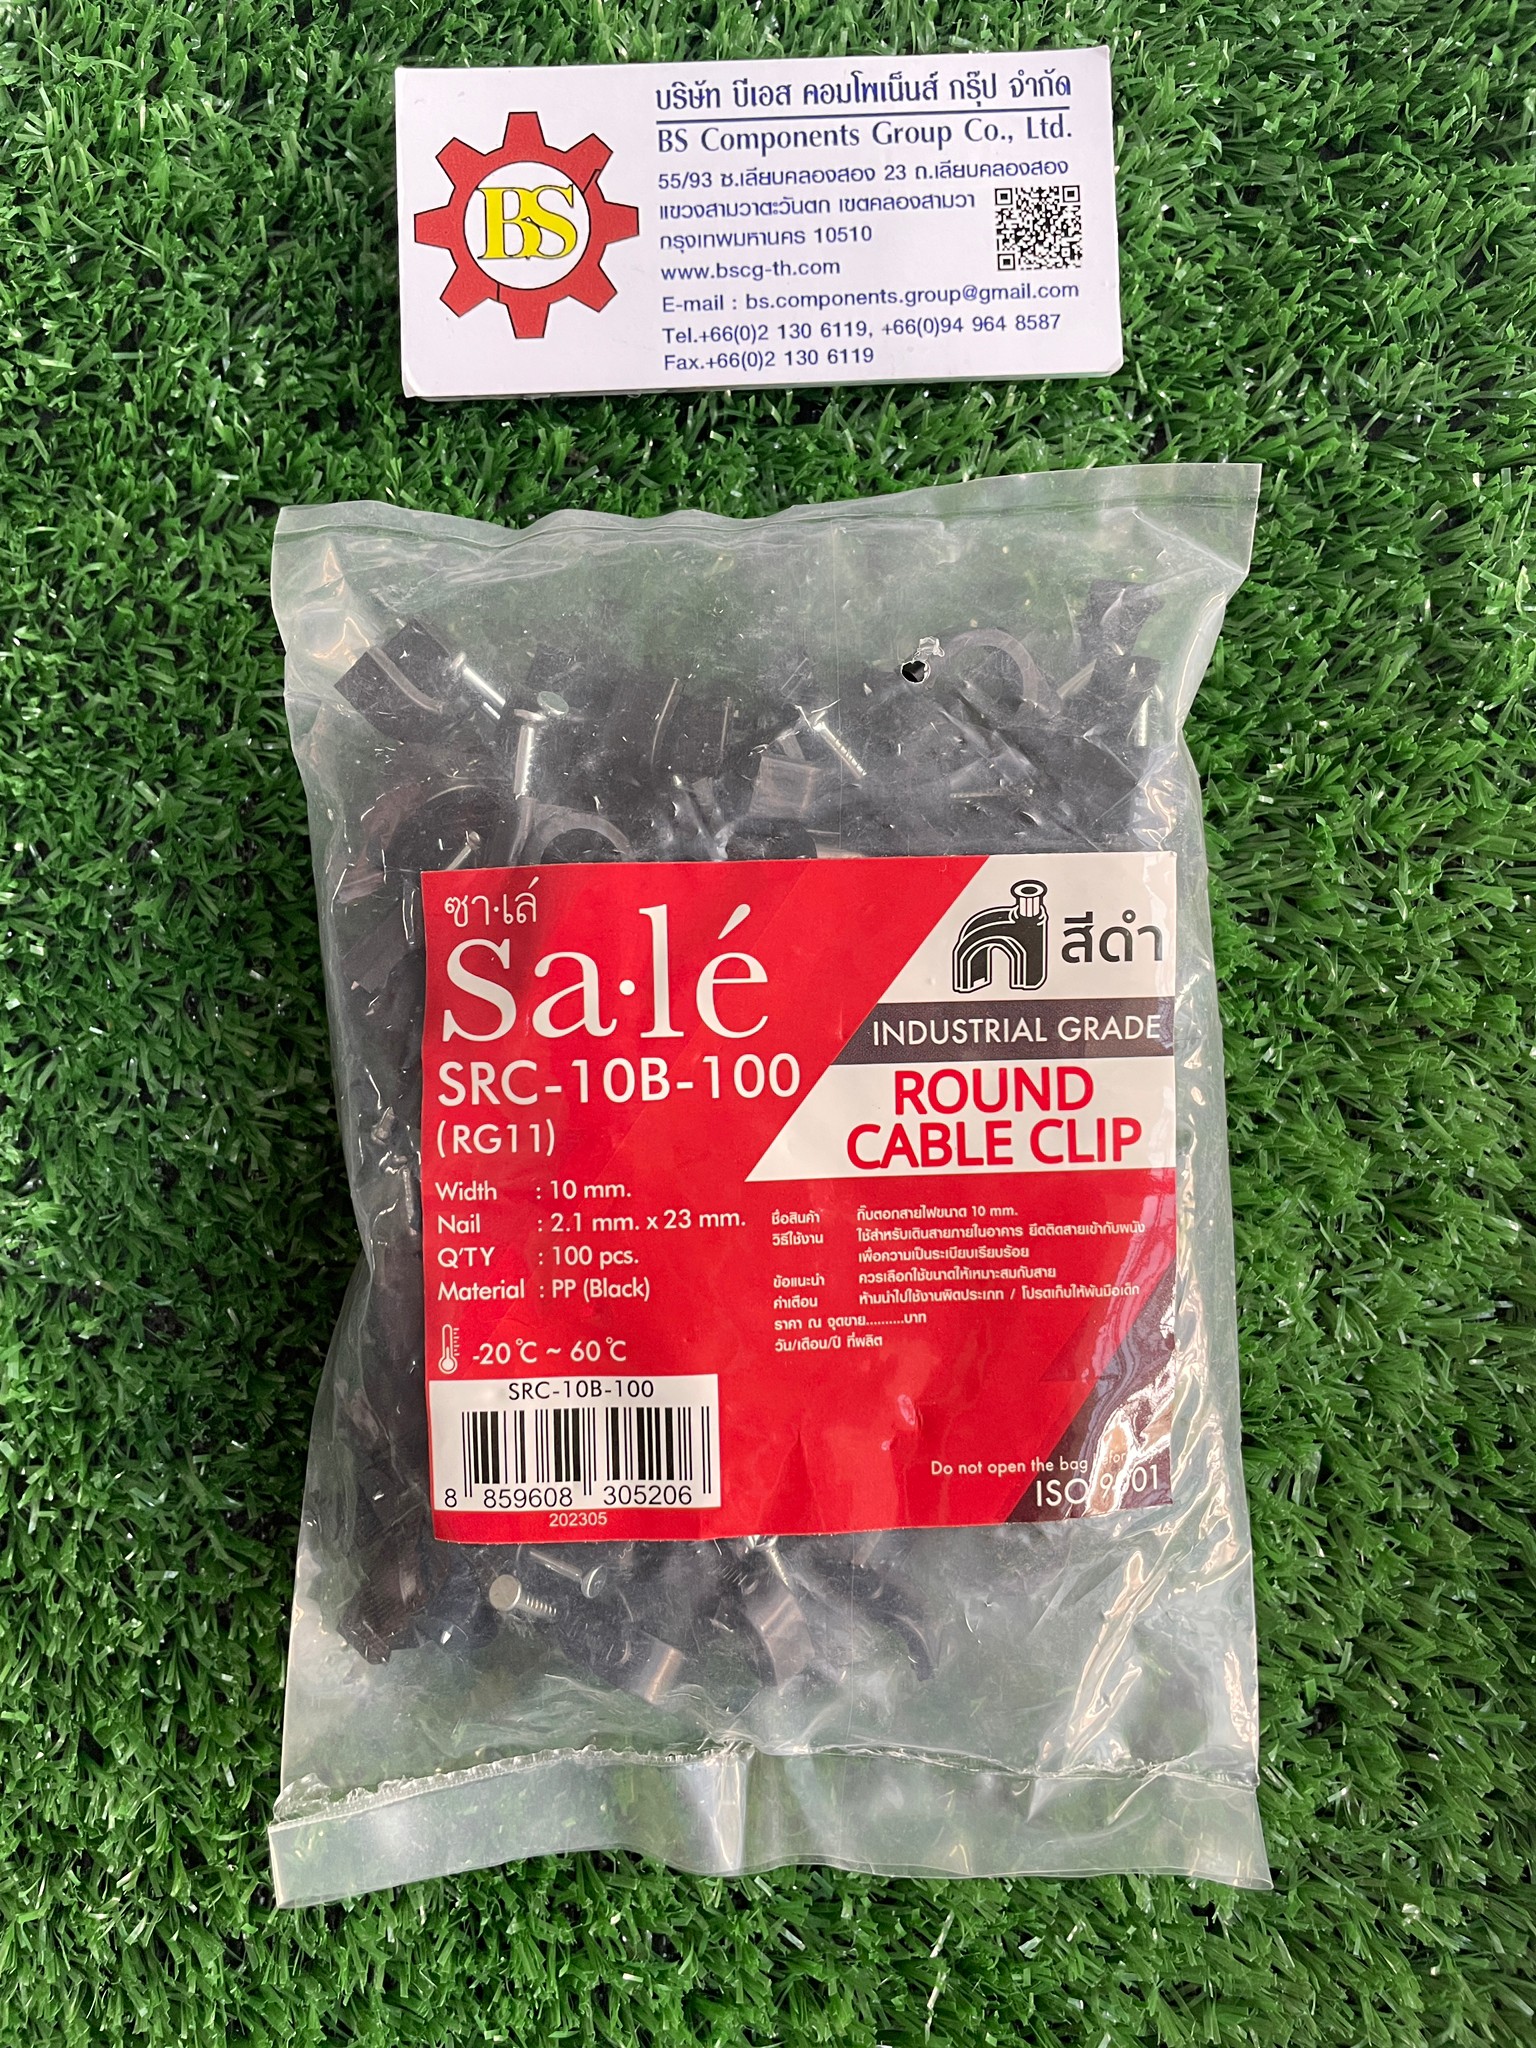 บริษัท บีเอส คอมโพเน็นส์ กรุ๊ป จำกัด
BS Components Group Co., Ltd.
55/93 ซ.เลียบคลองสอง 23 ถ.เลียบคลองสอง
แขวงสามวาตะวันตก เขตคลองสามวา
กรุงเทพมหานคร 10510
www.bscg-th.com
E-mail : bs.components.group@gmail.com
Tel.+66(0)2 130 6119, +66(0)94 964 8587
Fax.+66(0)2 130 6119
BS
ซา·เล่
sa·lé
SRC-10B-100
(RG11)
Width : 10 mm.
Nail : 2.1 mm. x 23 mm.
Q'TY : 100 pcs.
Material : PP (Black)
-20°C ~ 60°C
สีดำ
INDUSTRIAL GRADE
ROUND
CABLE CLIP
ชื่อสินค้า กิ๊บตอกสายไฟขนาด 10 mm.
วิธีใช้งาน ใช้สำหรับเดินสายภายในอาคาร ยึดติดสายเข้ากับผนัง
เพื่อความเป็นระเบียบเรียบร้อย
ข้อแนะนำ ควรเลือกใช้ขนาดให้เหมาะสมกับสาย
คำเตือน ห้ามนำไปใช้งานผิดประเภท / โปรดเก็บให้พ้นมือเด็ก
ราคา ณ จุดขาย..........บาท
วัน/เดือน/ปี ที่ผลิต
SRC-10B-100
8 859608 305206
202305
Do not open the bag
ISO 9001